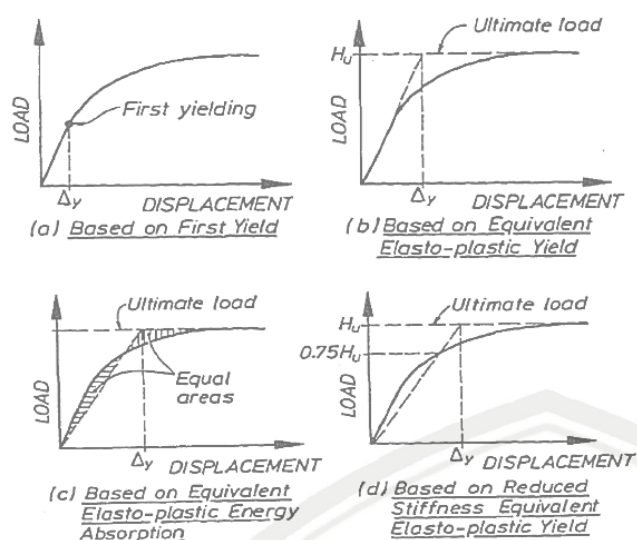 LOAD
First yielding
Δy
DISPLACEMENT
(a) Based on First Yield
Ultimate load
Hu
LOAD
Δy
DISPLACEMENT
(b) Based on Equivalent
Elasto-plastic Yield
Ultimate load
Equal
areas
LOAD
Δy
DISPLACEMENT
(c) Based on Equivalent
Elasto-plastic Energy
Absorption
Ultimate load
Hu
0.75Hu
LOAD
Δy
DISPLACEMENT
(d) Based on Reduced
Stiffness Equivalent
Elasto-plastic Yield